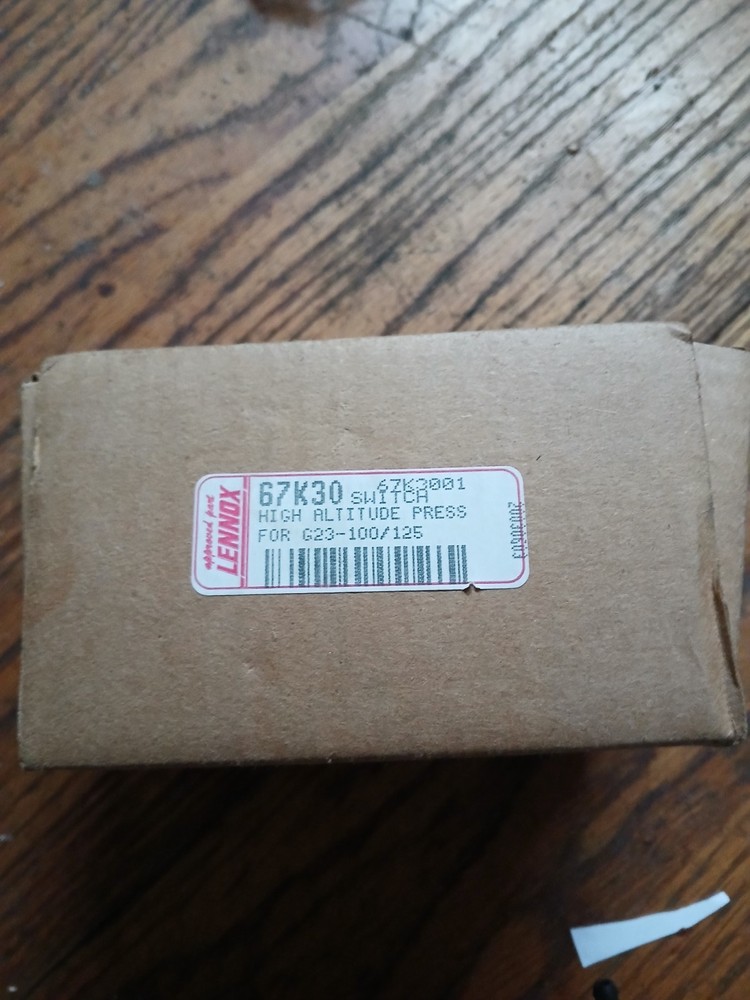 approved part
LENNOX
67K30 67K3001
SWITCH
HIGH ALTITUDE PRESS
FOR G23-100/125